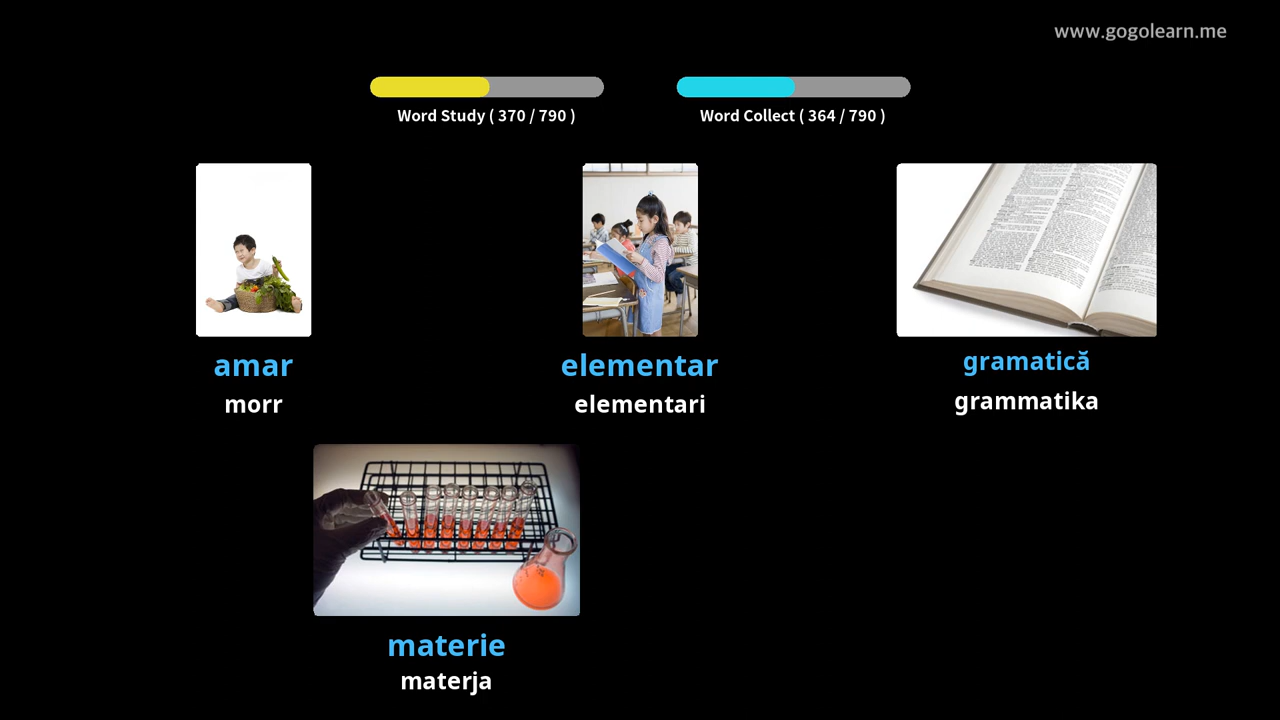 www.gogolearn.me
Word Study ( 370 / 790 )
Word Collect ( 364 / 790 )
amar
morr
elementar
elementari
gramatică
grammatika
materie
materja